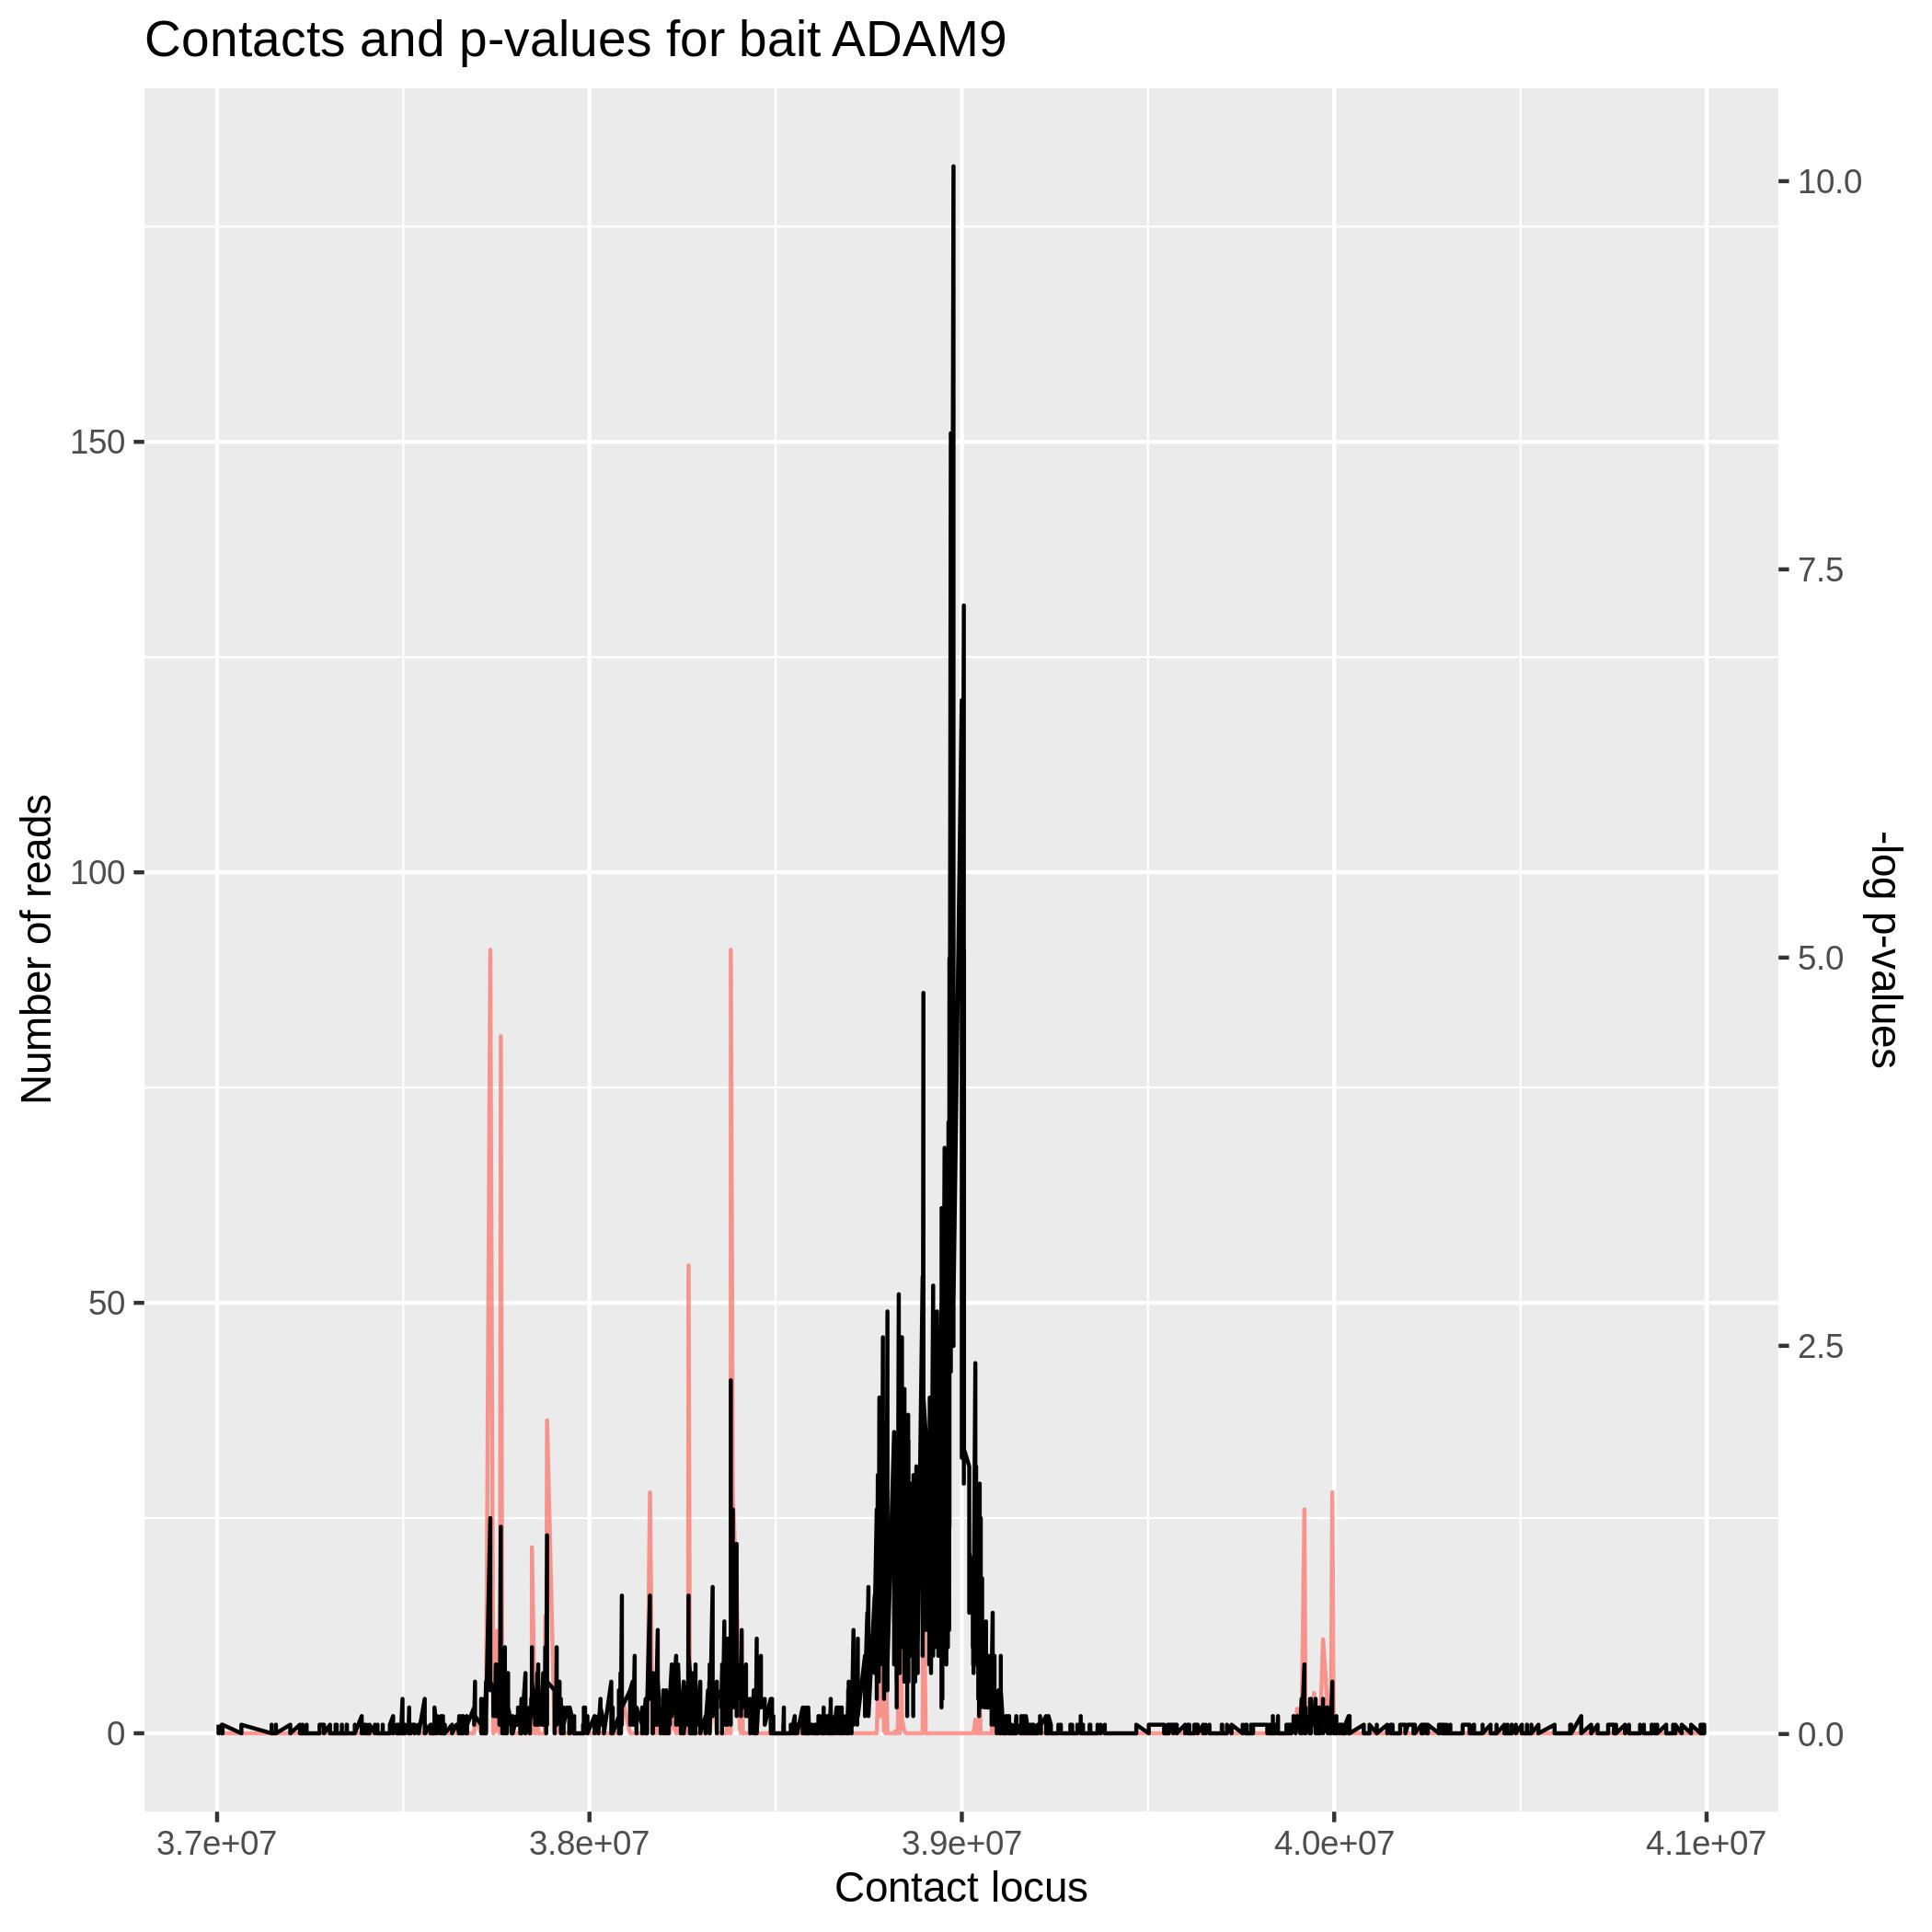 Contacts and p-values for bait ADAM9
Number of reads
150
100
50
0
10.0
7.5
5.0
2.5
0.0
-log p-values
3.7e+07 3.8e+07 3.9e+07 4.0e+07 4.1e+07
Contact locus